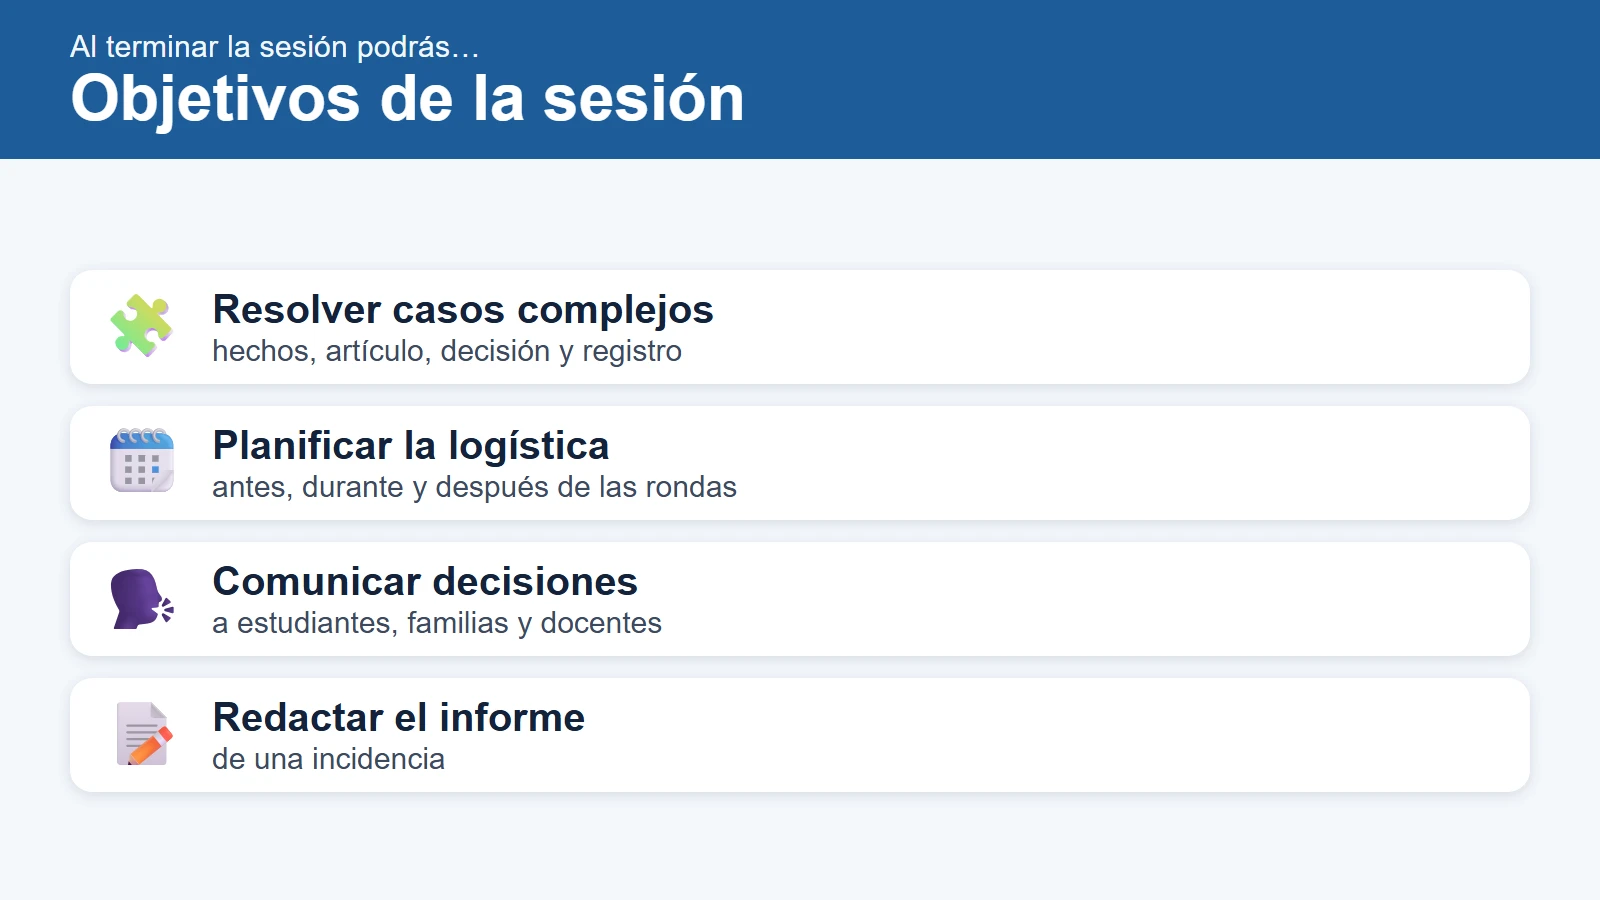 Al terminar la sesión podrás…
Objetivos de la sesión
Resolver casos complejos
hechos, artículo, decisión y registro
Planificar la logística
antes, durante y después de las rondas
Comunicar decisiones
a estudiantes, familias y docentes
Redactar el informe
de una incidencia